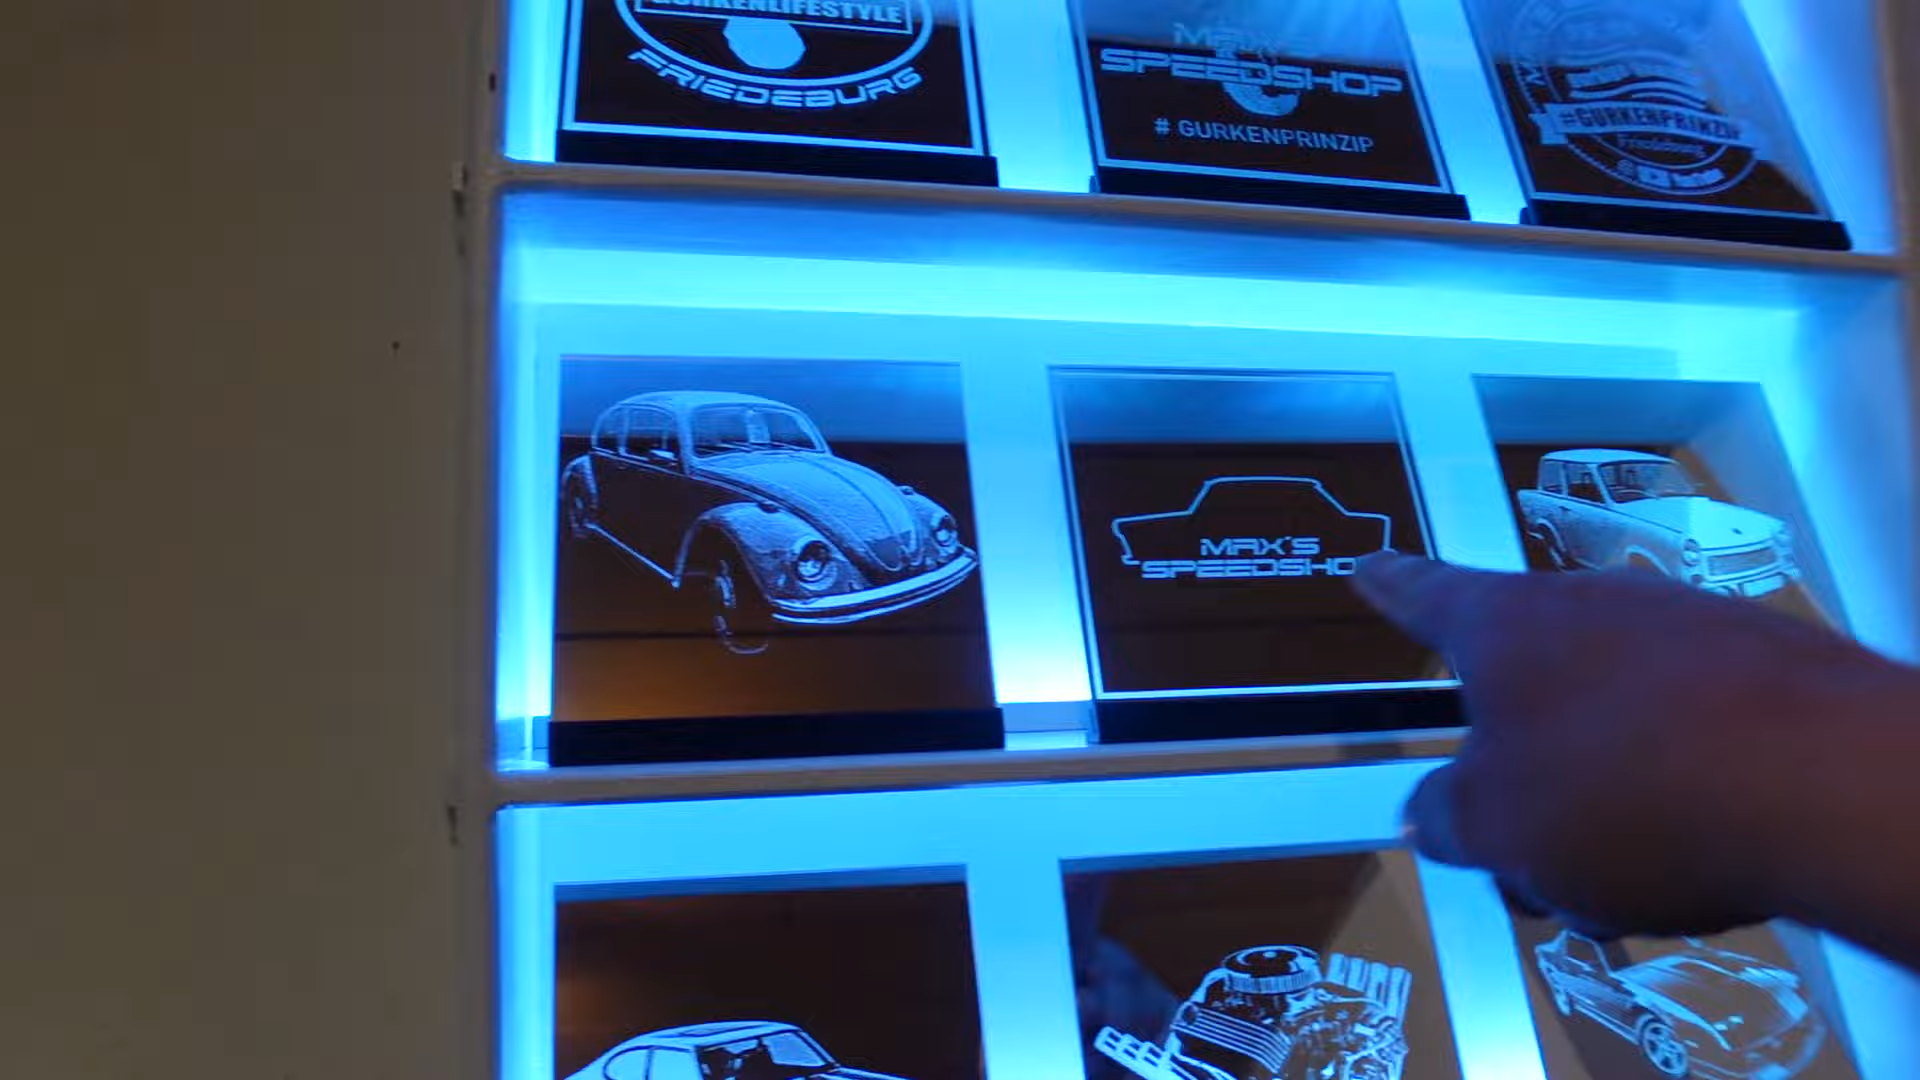 GURKENLIFESTYLE
FRIEDEBURG
MAX'S
SPEEDSHOP
# GURKENPRINZIP
#GURKENPRINZIP
Friedeburg
MAX'S
SPEEDSHO